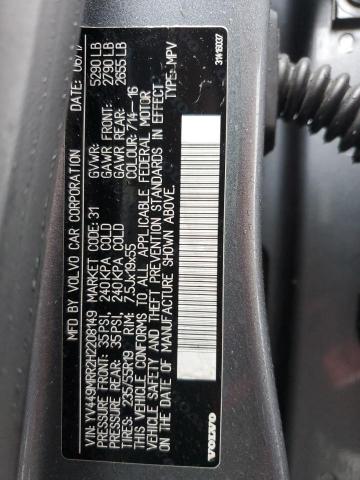 MFD BY VOLVO CAR CORPORATION DATE: 06/17
VIN: YV449MRR2H2208149 MARKET CODE: 31 GVWR: 5290 LB
PRESSURE FRONT: 35PSI, 240KPA COLD GAWR FRONT: 2790 LB
PRESSURE REAR: 35PSI, 240KPA COLD GAWR REAR: 2655 LB
TIRES: 235/55R19 RIM: 7.5JX19x55 COLOUR: 714-16
THIS VEHICLE CONFORMS TO ALL APPLICABLE FEDERAL MOTOR
VEHICLE SAFETY AND THEFT PREVENTION STANDARDS IN EFFECT
ON THE DATE OF MANUFACTURE SHOWN ABOVE. TYPE: MPV
VOLVO 31416037